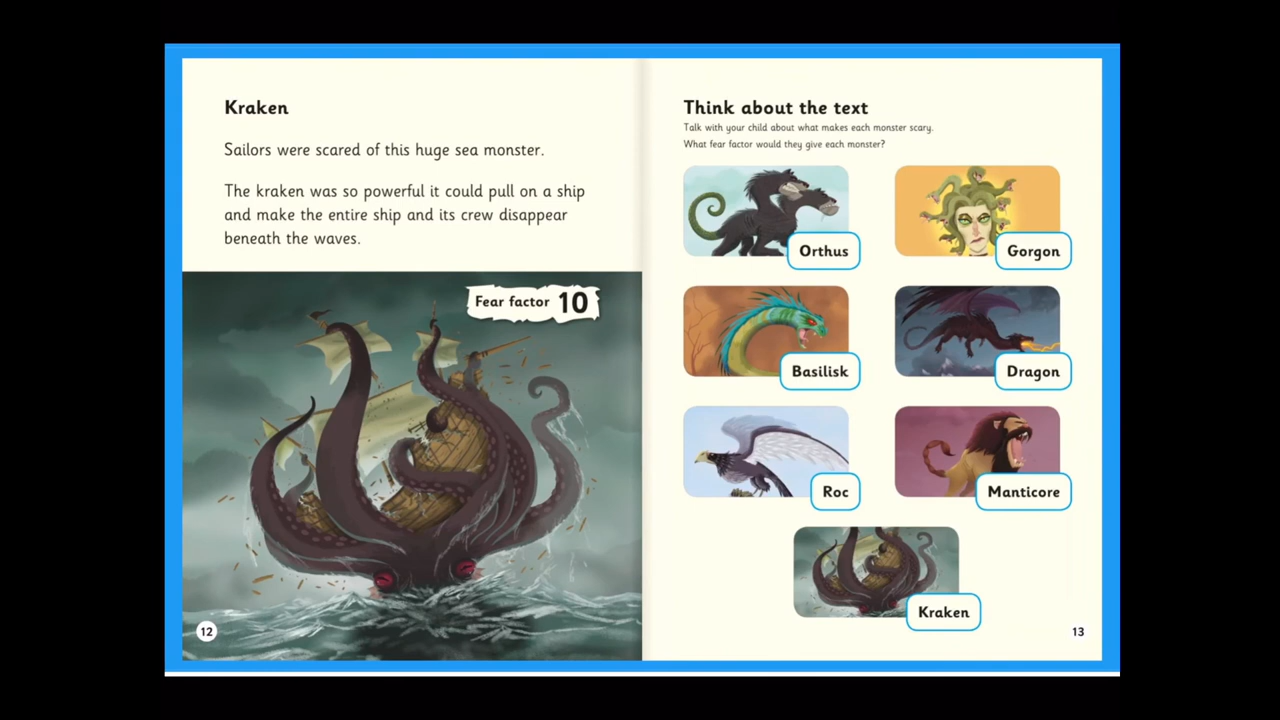 Kraken
Sailors were scared of this huge sea monster.
The kraken was so powerful it could pull on a ship
and make the entire ship and its crew disappear
beneath the waves.
Fear factor 10
12
Think about the text
Talk with your child about what makes each monster scary.
What fear factor would they give each monster?
Orthus
Gorgon
Basilisk
Dragon
Roc
Manticore
Kraken
13